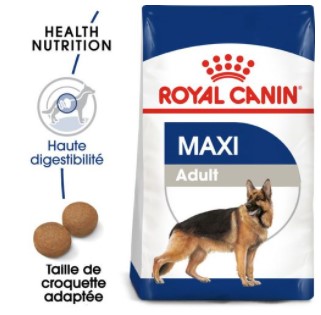 HEALTH
NUTRITION
Haute
digestibilité
Taille de
croquette
adaptée
ROYAL CANIN
MAXI
Adult